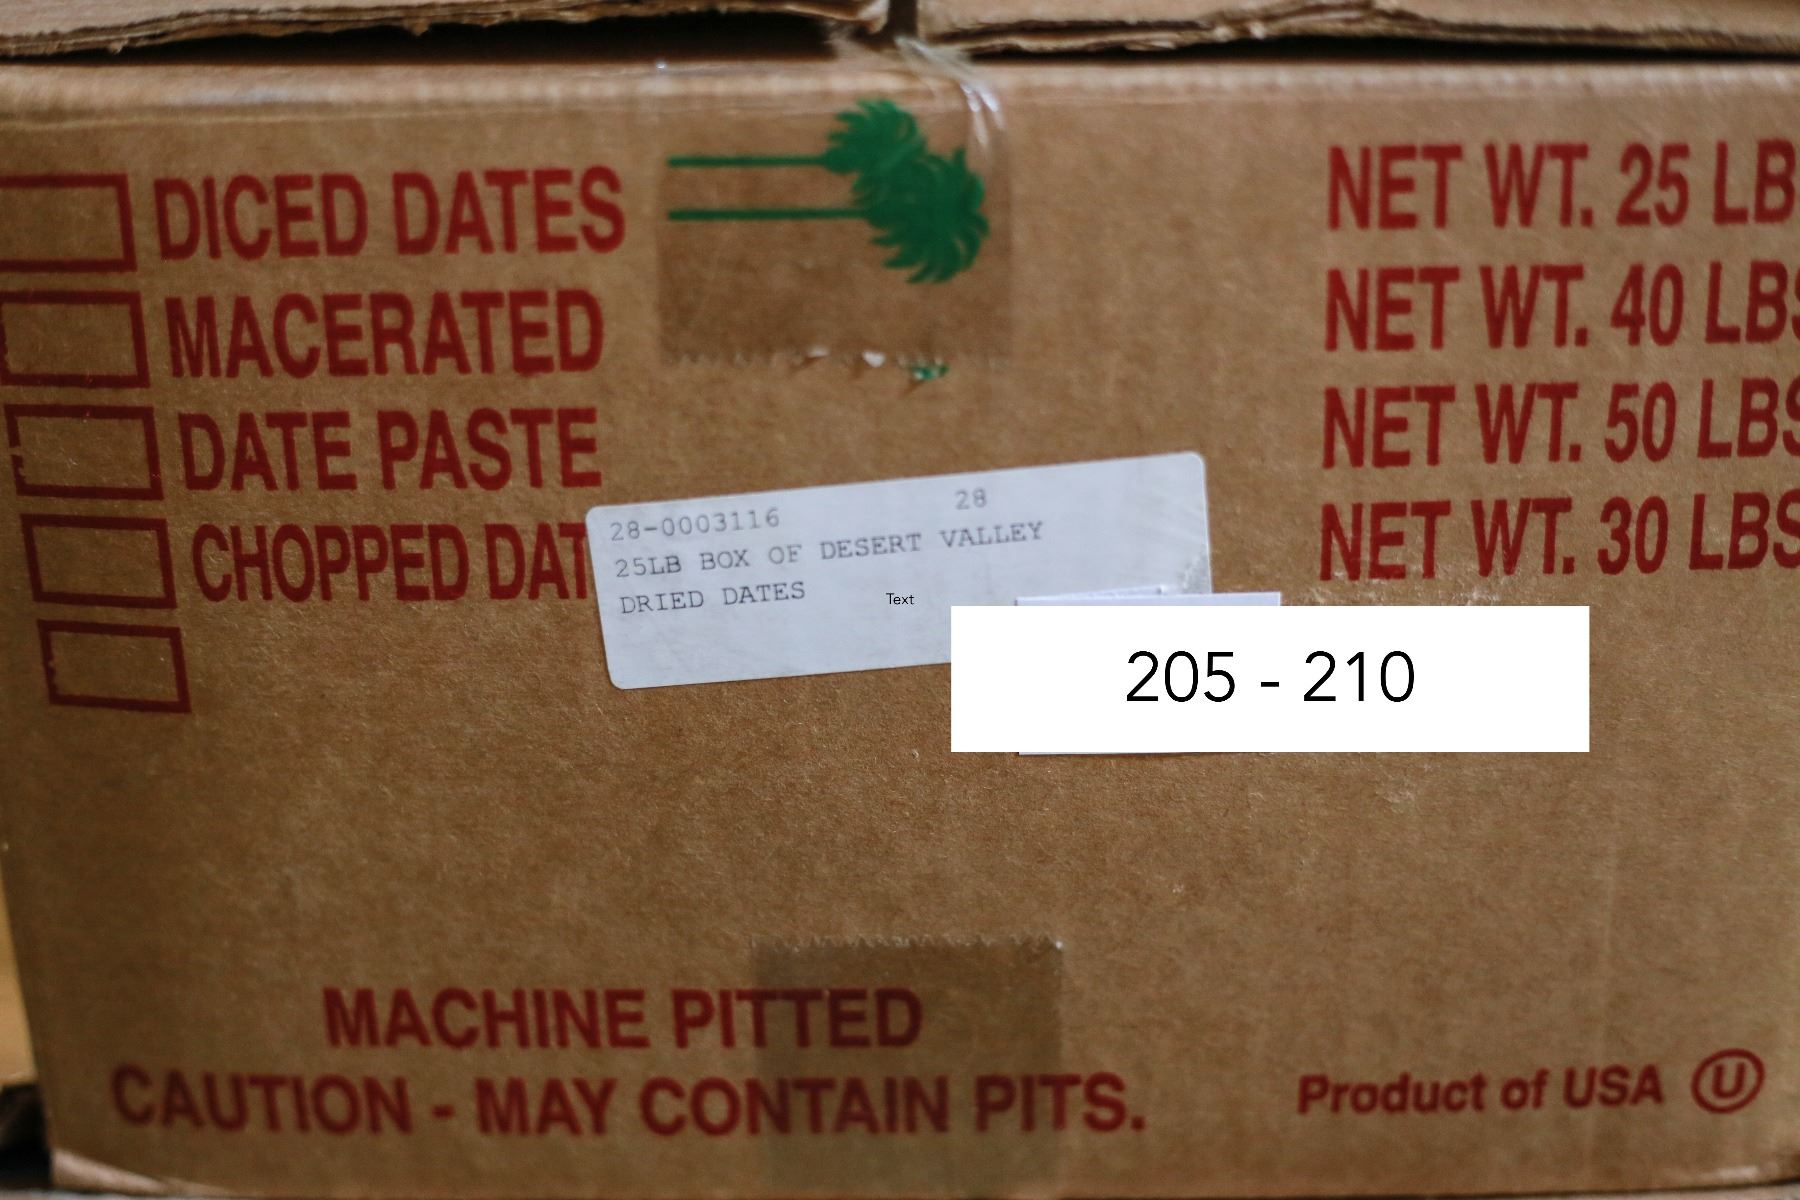 DICED DATES
MACERATED
DATE PASTE
CHOPPED DAT
NET WT. 25 LB
NET WT. 40 LBS
NET WT. 50 LBS
NET WT. 30 LBS
28-0003116 28
25LB BOX OF DESERT VALLEY
DRIED DATES
Text
205 - 210
MACHINE PITTED
CAUTION - MAY CONTAIN PITS.
Product of USA U